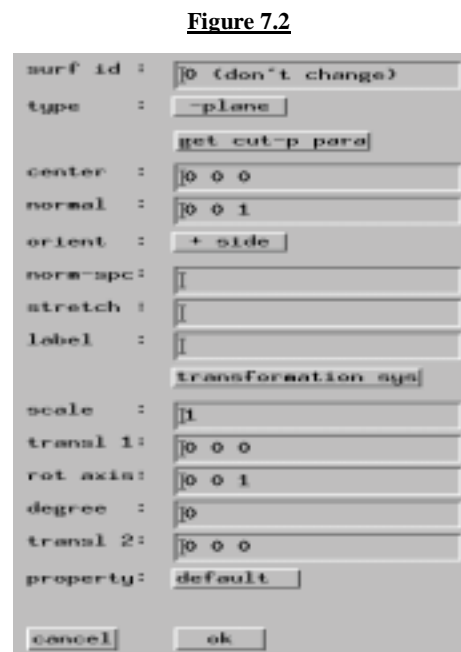 Figure 7.2
surf id : 0 (don't change)
type : -plane
get cut-p para
center : 0 0 0
normal : 0 0 1
orient : + side
norm-spc:
stretch :
label :
transformation sys
scale : 1
transl 1: 0 0 0
rot axis: 0 0 1
degree : 0
transl 2: 0 0 0
property: default
cancel ok